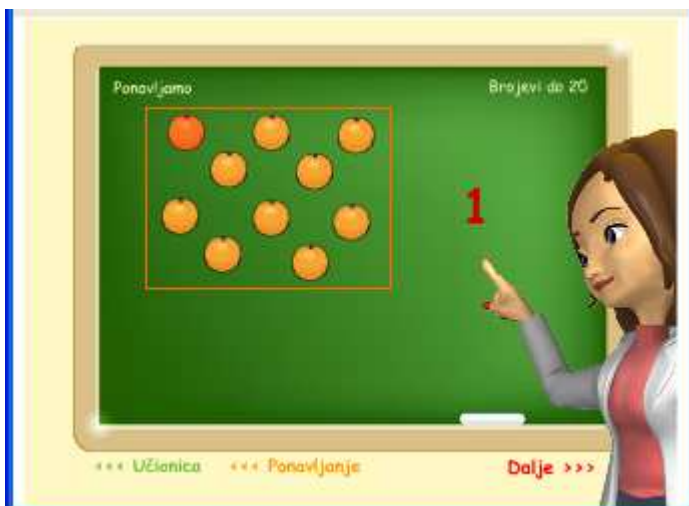 Ponavljamo
Brojevi do 20
1
<<< Učionica
<<< Ponavljanje
Dalje >>>